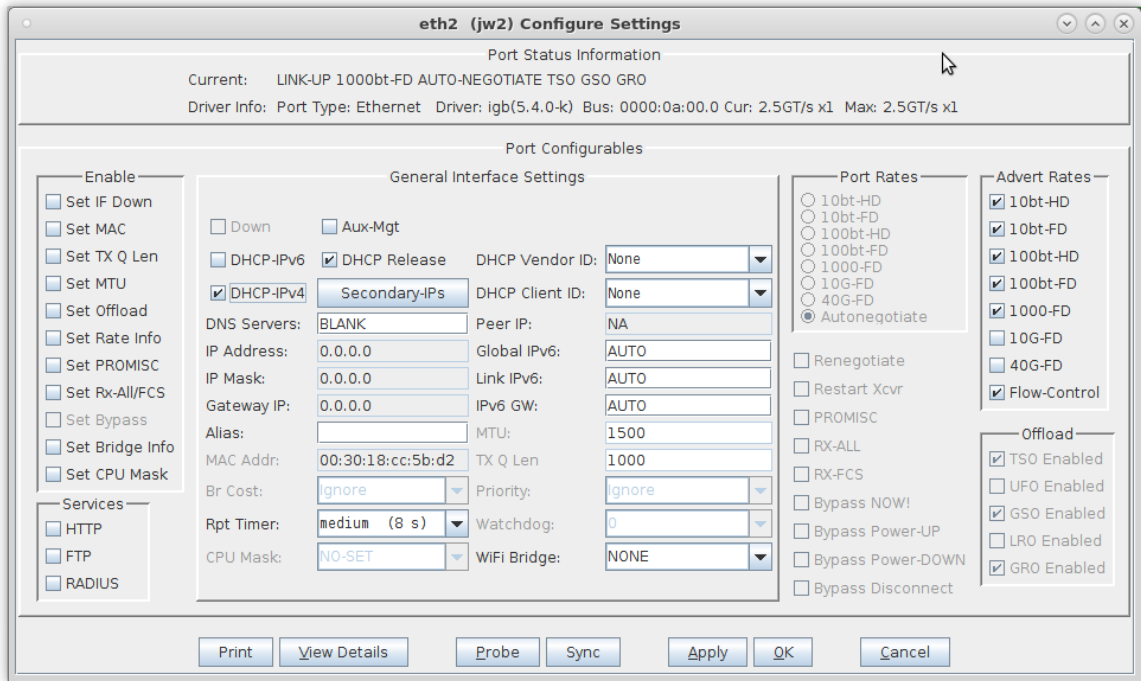 eth2 (jw2) Configure Settings
Port Status Information
Current: LINK-UP 1000bt-FD AUTO-NEGOTIATE TSO GSO GRO
Driver Info: Port Type: Ethernet Driver: igb(5.4.0-k) Bus: 0000:0a:00.0 Cur: 2.5GT/s x1 Max: 2.5GT/s x1
Port Configurables
Enable
Set IF Down
Set MAC
Set TX Q Len
Set MTU
Set Offload
Set Rate Info
Set PROMISC
Set Rx-All/FCS
Set Bypass
Set Bridge Info
Set CPU Mask
Services
HTTP
FTP
RADIUS
General Interface Settings
Down Aux-Mgt
DHCP-IPv6 DHCP Release DHCP Vendor ID: None
DHCP-IPv4 Secondary-IPs DHCP Client ID: None
DNS Servers: BLANK Peer IP: NA
IP Address: 0.0.0.0 Global IPv6: AUTO
IP Mask: 0.0.0.0 Link IPv6: AUTO
Gateway IP: 0.0.0.0 IPv6 GW: AUTO
Alias: MTU: 1500
MAC Addr: 00:30:18:cc:5b:d2 TX Q Len 1000
Br Cost: Ignore Priority: Ignore
Rpt Timer: medium (8 s) Watchdog: 0
CPU Mask: NO-SET WiFi Bridge: NONE
Port Rates
10bt-HD
10bt-FD
100bt-HD
100bt-FD
1000-FD
10G-FD
40G-FD
Autonegotiate
Renegotiate
Restart Xcvr
PROMISC
RX-ALL
RX-FCS
Bypass NOW!
Bypass Power-UP
Bypass Power-DOWN
Bypass Disconnect
Advert Rates
10bt-HD
10bt-FD
100bt-HD
100bt-FD
1000-FD
10G-FD
40G-FD
Flow-Control
Offload
TSO Enabled
UFO Enabled
GSO Enabled
LRO Enabled
GRO Enabled
Print View Details Probe Sync Apply OK Cancel